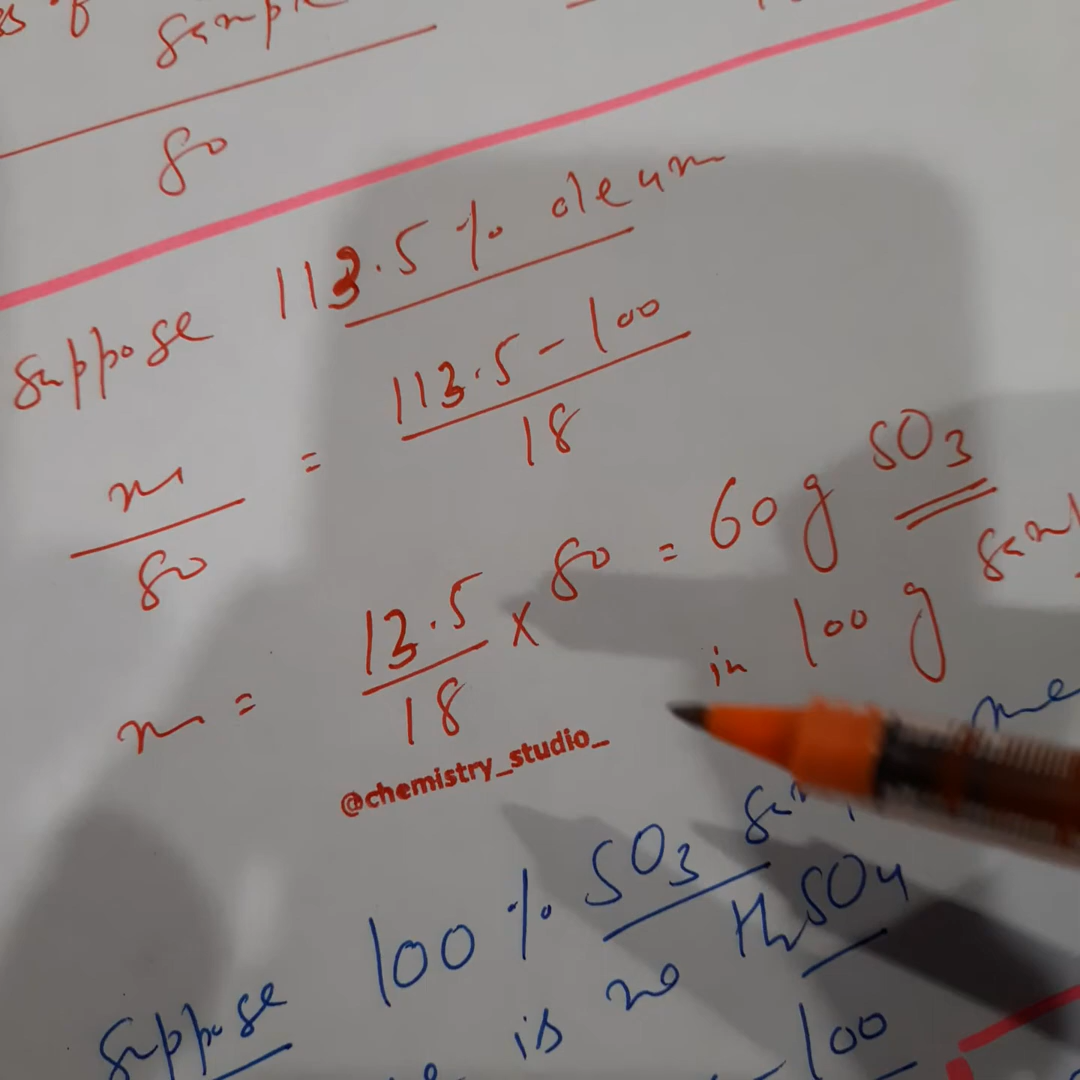 80
suppose 113.5 % oleum
113.5 - 100
18
m
80
=
m = 13.5
18
× 80 = 60 g SO3
in 100 g
@chemistry_studio_
suppose 100 % SO3
is no H2SO4
100